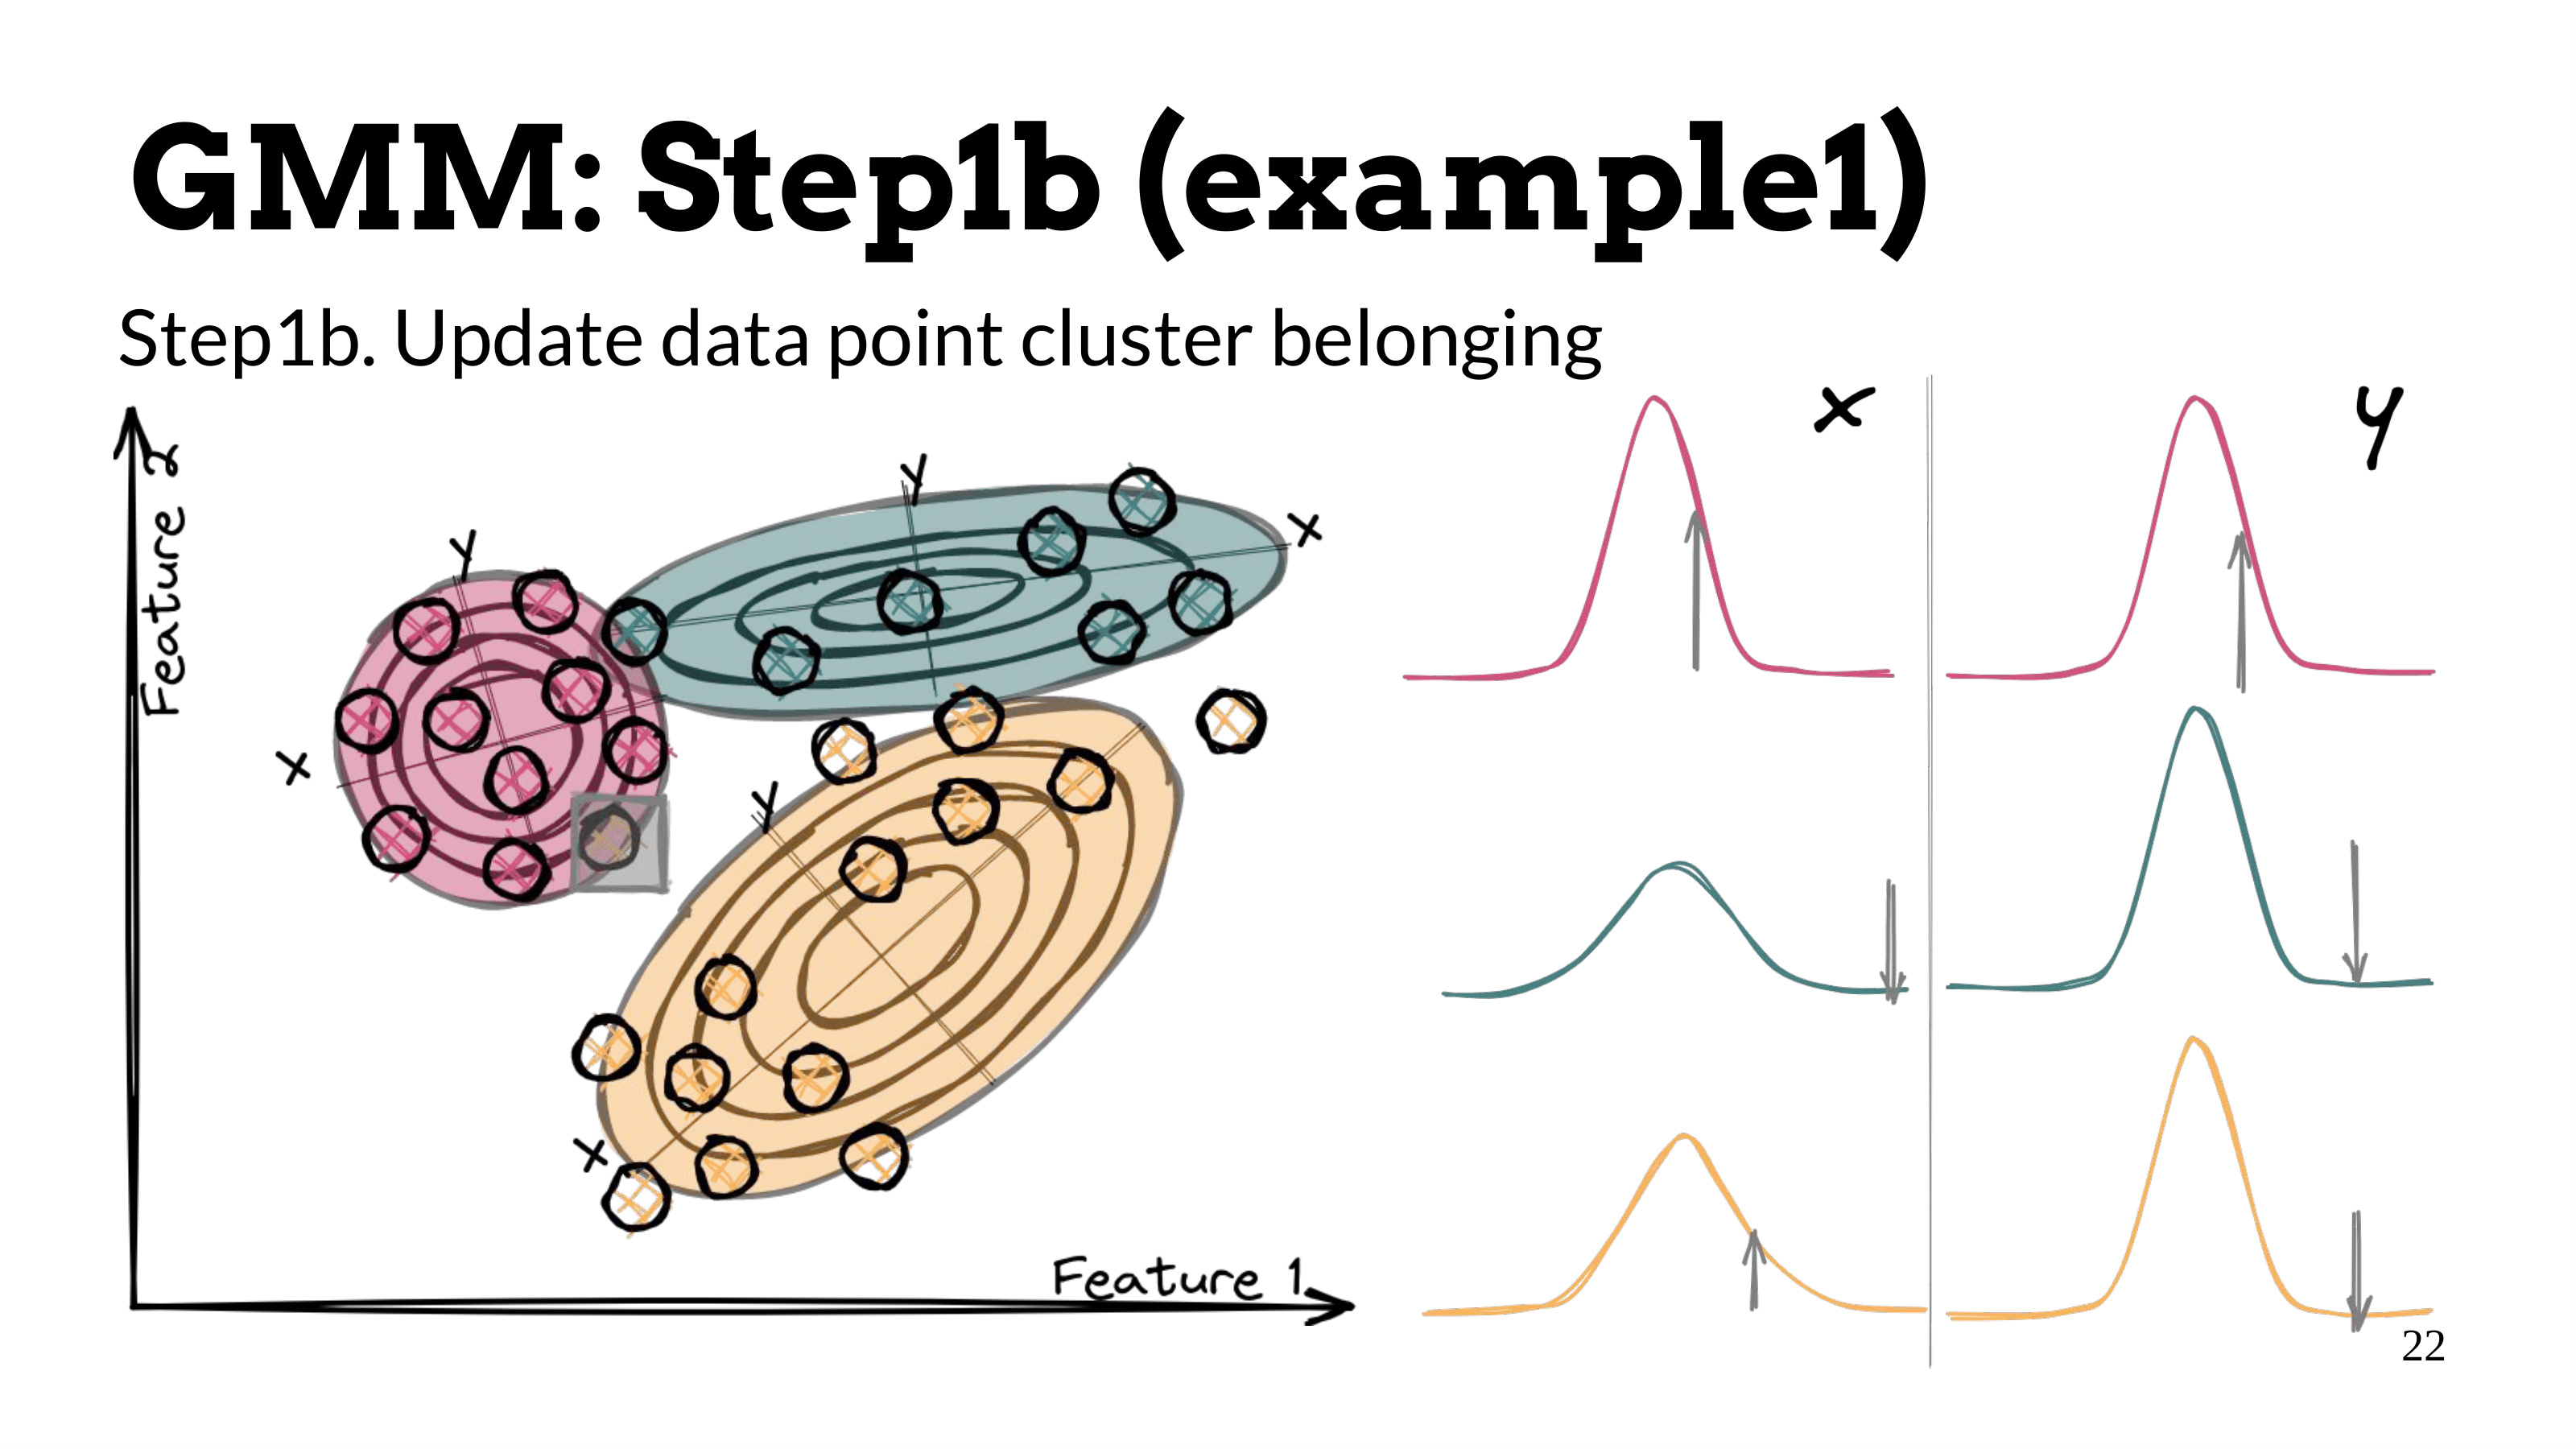 GMM: Step1b (example1)
Step1b. Update data point cluster belonging
Feature 2
Y
X
Y
X
Y
X
Feature 1
X
Y
22